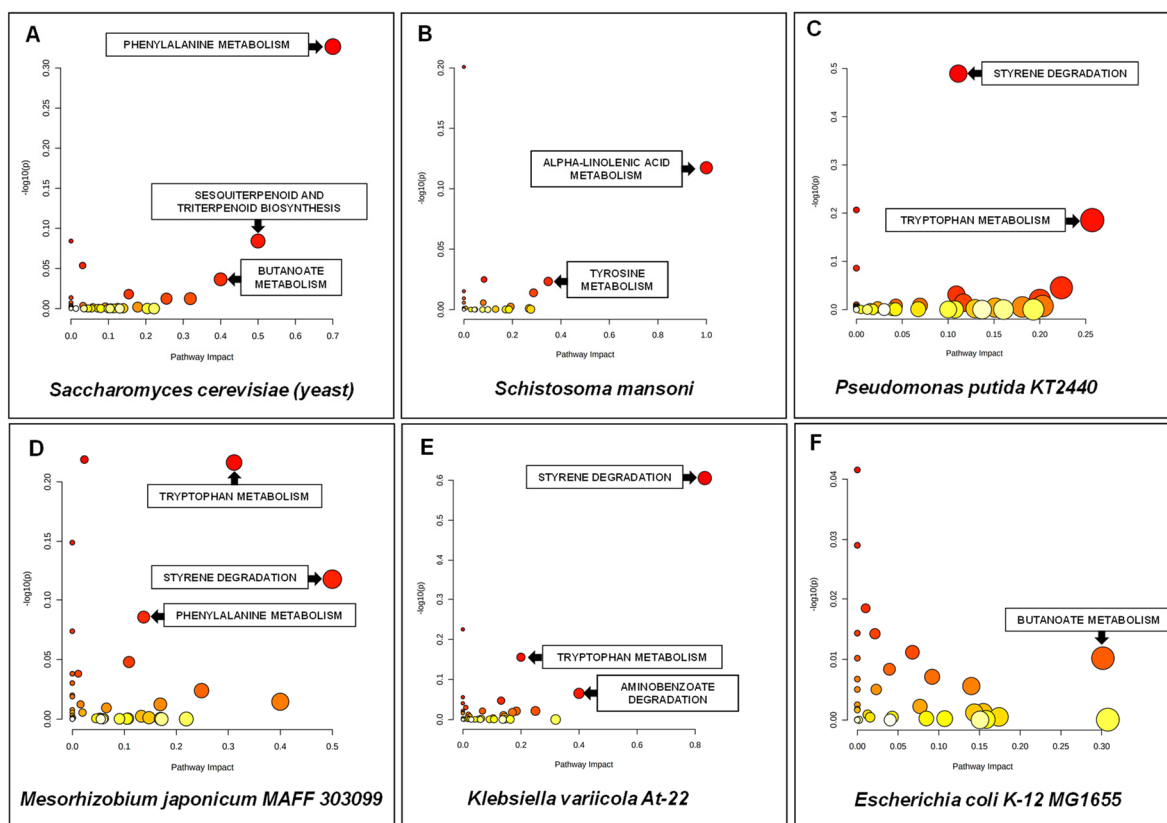 A
PHENYLALANINE METABOLISM
0.30
0.25
0.20
0.15
0.10
0.05
0.00
-log10(p)
SESQUITERPENOID AND
TRITERPENOID BIOSYNTHESIS
BUTANOATE
METABOLISM
0.0 0.1 0.2 0.3 0.4 0.5 0.6 0.7
Pathway Impact
Saccharomyces cerevisiae (yeast)
B
0.20
0.15
0.10
0.05
0.00
-log10(p)
ALPHA-LINOLENIC ACID
METABOLISM
TYROSINE
METABOLISM
0.0 0.2 0.4 0.6 0.8 1.0
Pathway Impact
Schistosoma mansoni
C
STYRENE DEGRADATION
0.5
0.4
0.3
0.2
0.1
0.0
-log10(p)
TRYPTOPHAN METABOLISM
0.00 0.05 0.10 0.15 0.20 0.25
Pathway Impact
Pseudomonas putida KT2440
D
0.20
0.15
0.10
0.05
0.00
-log10(p)
TRYPTOPHAN METABOLISM
STYRENE DEGRADATION
PHENYLALANINE METABOLISM
0.0 0.1 0.2 0.3 0.4 0.5
Pathway Impact
Mesorhizobium japonicum MAFF 303099
E
STYRENE DEGRADATION
0.6
0.5
0.4
0.3
0.2
0.1
0.0
-log10(p)
TRYPTOPHAN METABOLISM
AMINOBENZOATE
DEGRADATION
0.0 0.2 0.4 0.6 0.8
Pathway Impact
Klebsiella variicola At-22
F
0.04
0.03
0.02
0.01
0.00
-log10(p)
BUTANOATE METABOLISM
0.00 0.05 0.10 0.15 0.20 0.25 0.30
Pathway Impact
Escherichia coli K-12 MG1655